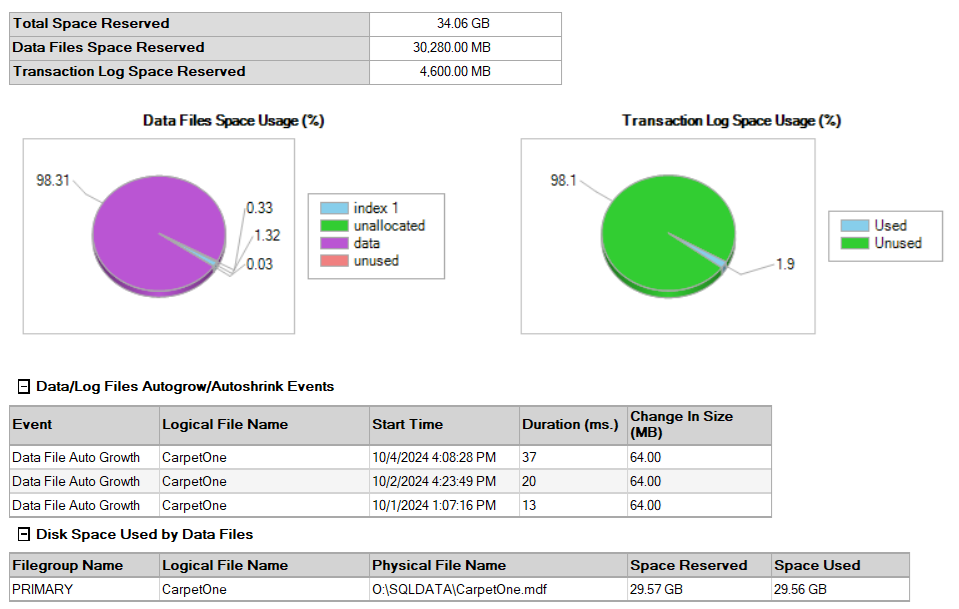 Total Space Reserved 34.06 GB
Data Files Space Reserved 30,280.00 MB
Transaction Log Space Reserved 4,600.00 MB
Data Files Space Usage (%)
98.31
0.33
1.32
0.03
index 1
unallocated
data
unused
Transaction Log Space Usage (%)
98.1
1.9
Used
Unused
Data/Log Files Autogrow/Autoshrink Events
Event Logical File Name Start Time Duration (ms.) Change In Size (MB)
Data File Auto Growth CarpetOne 10/4/2024 4:08:28 PM 37 64.00
Data File Auto Growth CarpetOne 10/2/2024 4:23:49 PM 20 64.00
Data File Auto Growth CarpetOne 10/1/2024 1:07:16 PM 13 64.00
Disk Space Used by Data Files
Filegroup Name Logical File Name Physical File Name Space Reserved Space Used
PRIMARY CarpetOne O:\SQLDATA\CarpetOne.mdf 29.57 GB 29.56 GB